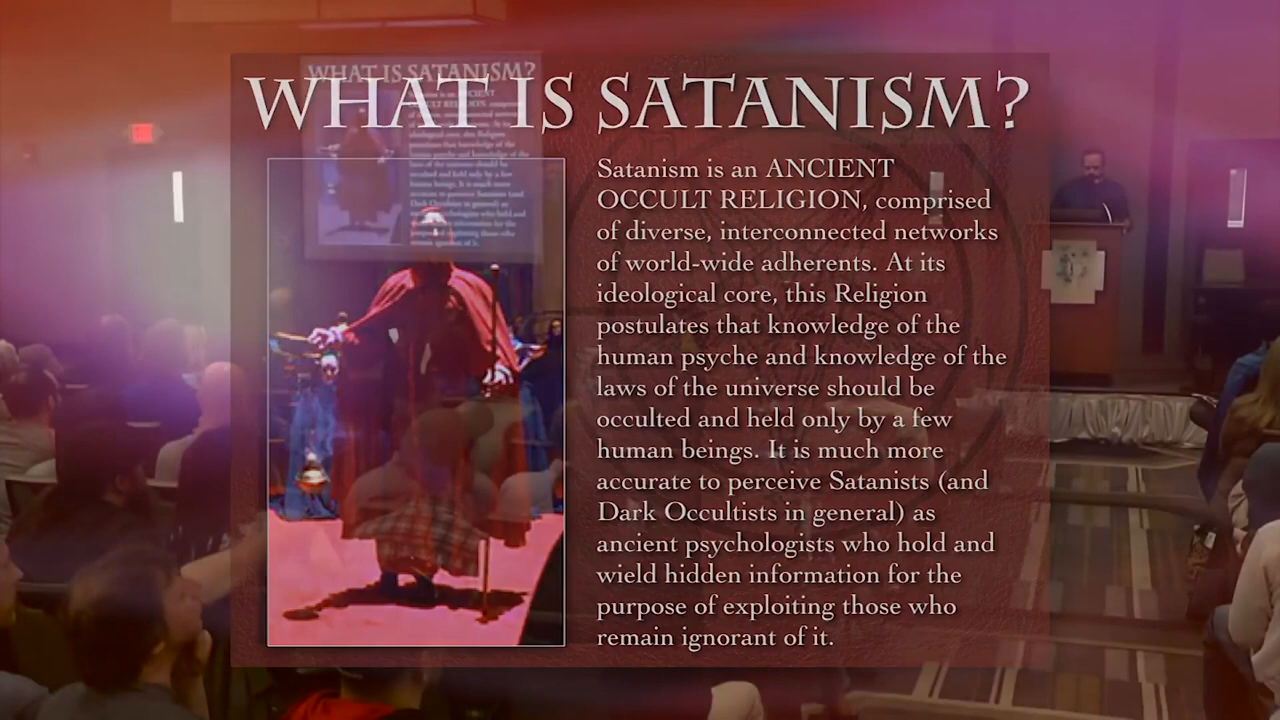 WHAT IS SATANISM?
WHAT IS SATANISM?
Satanism is an ANCIENT
OCCULT RELIGION, comprised
of diverse, interconnected networks
of world-wide adherents. At its
ideological core, this Religion
postulates that knowledge of the
human psyche and knowledge of the
laws of the universe should be
occulted and held only by a few
human beings. It is much more
accurate to perceive Satanists (and
Dark Occultists in general) as
ancient psychologists who hold and
wield hidden information for the
purpose of exploiting those who
remain ignorant of it.